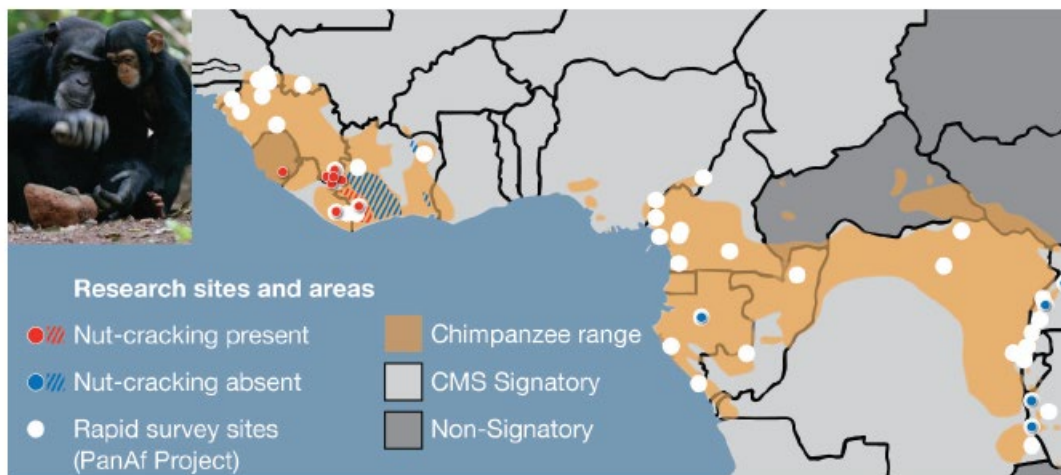 Research sites and areas
Nut-cracking present
Nut-cracking absent
Rapid survey sites
(PanAf Project)
Chimpanzee range
CMS Signatory
Non-Signatory